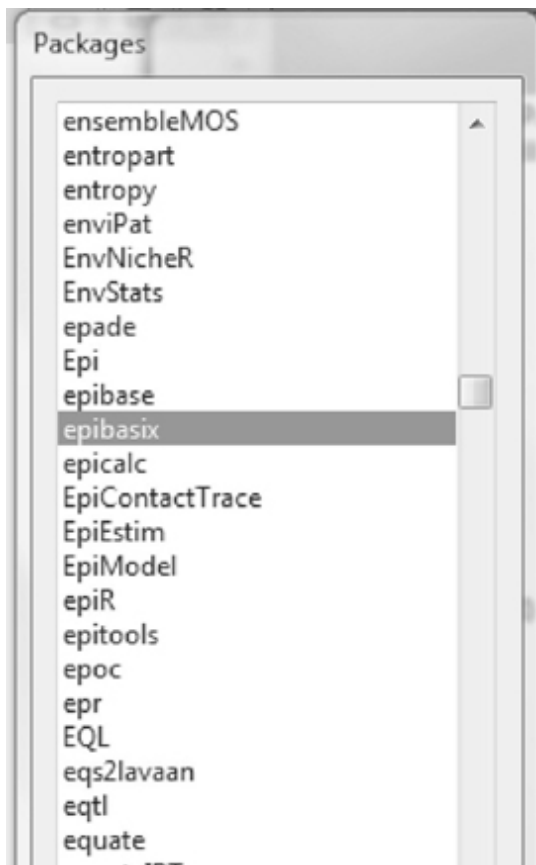 Packages
ensembleMOS
entropart
entropy
enviPat
EnvNicheR
EnvStats
epade
Epi
epibase
epibasix
epicalc
EpiContactTrace
EpiEstim
EpiModel
epiR
epitools
epoc
epr
EQL
eqs2lavaan
eqtl
equate